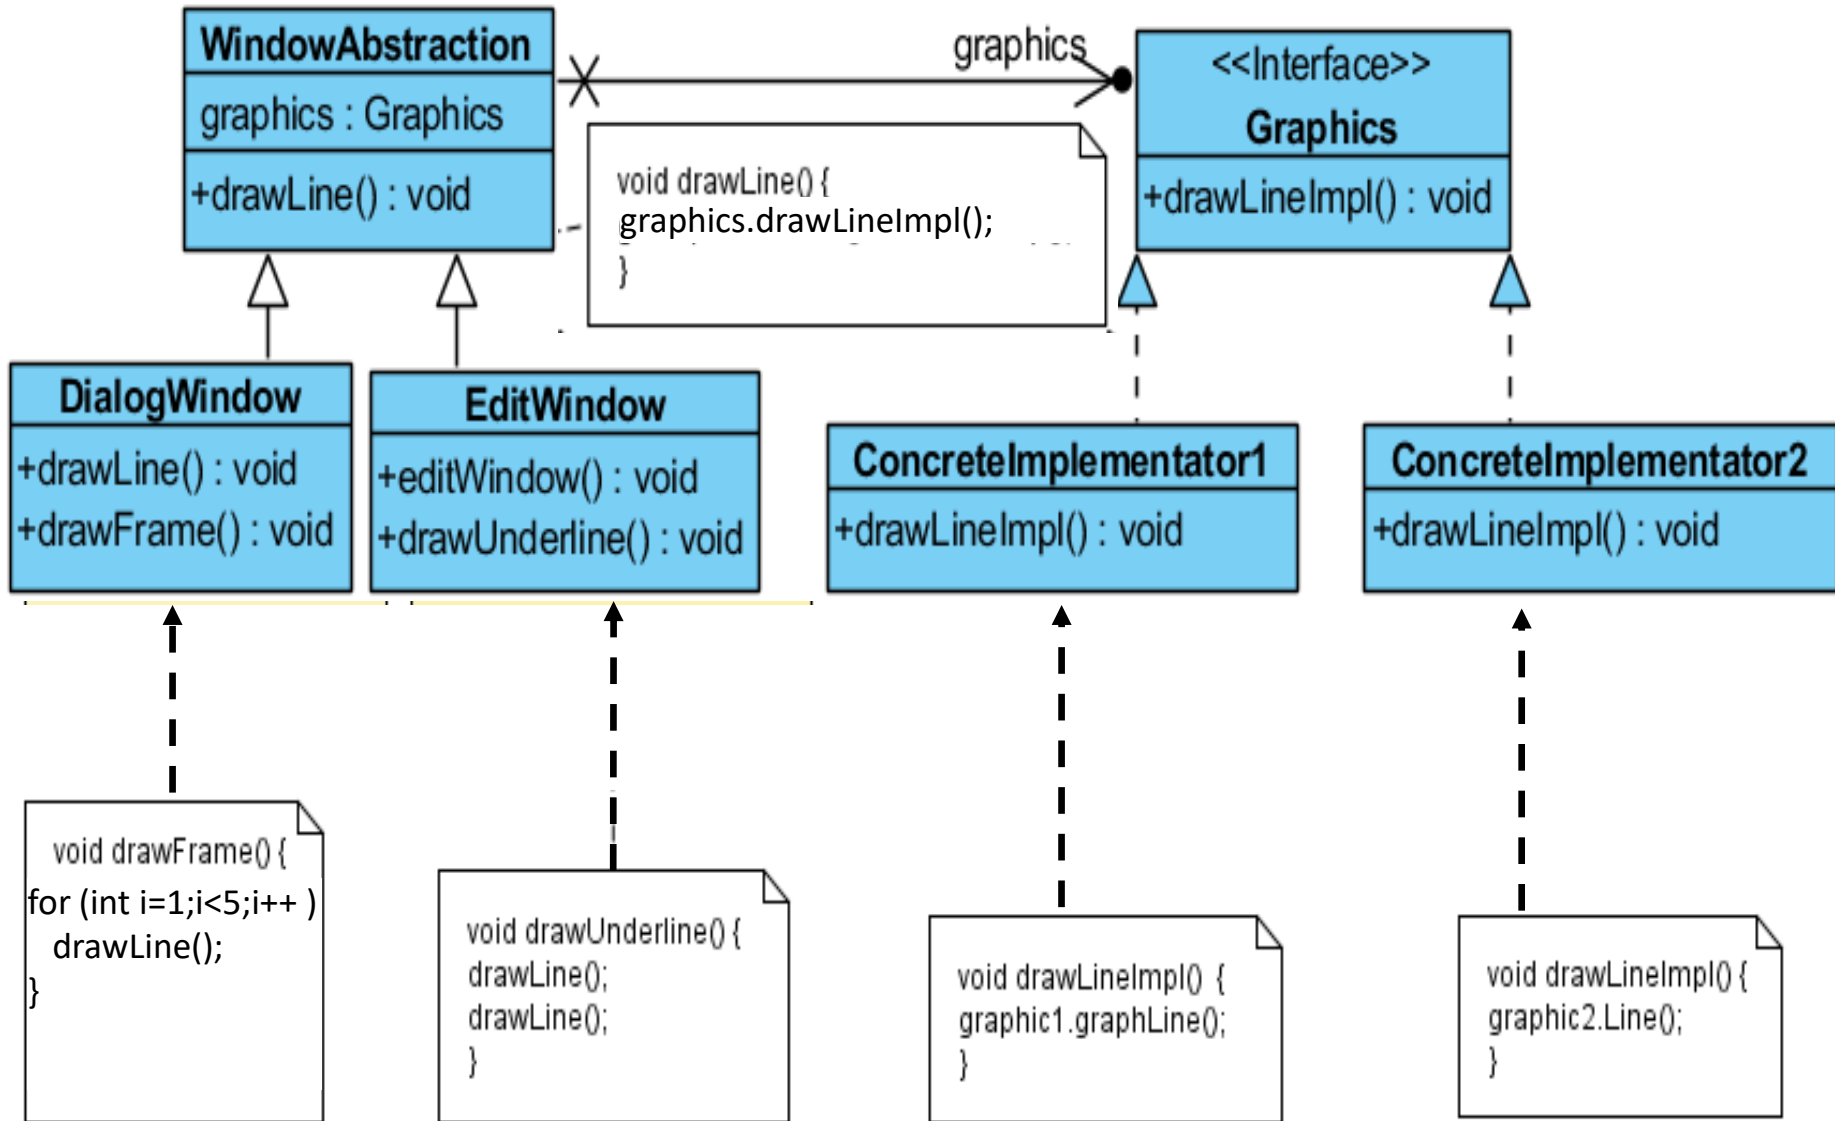 WindowAbstraction
graphics : Graphics
+drawLine() : void
graphics
<<Interface>>
Graphics
+drawLineImpl() : void
void drawLine() {
graphics.drawLineImpl();
}
DialogWindow
+drawLine() : void
+drawFrame() : void
EditWindow
+editWindow() : void
+drawUnderline() : void
ConcreteImplementator1
+drawLineImpl() : void
ConcreteImplementator2
+drawLineImpl() : void
void drawFrame() {
for (int i=1;i<5;i++ )
drawLine();
}
void drawUnderline() {
drawLine();
drawLine();
}
void drawLineImpl() {
graphic1.graphLine();
}
void drawLineImpl() {
graphic2.Line();
}